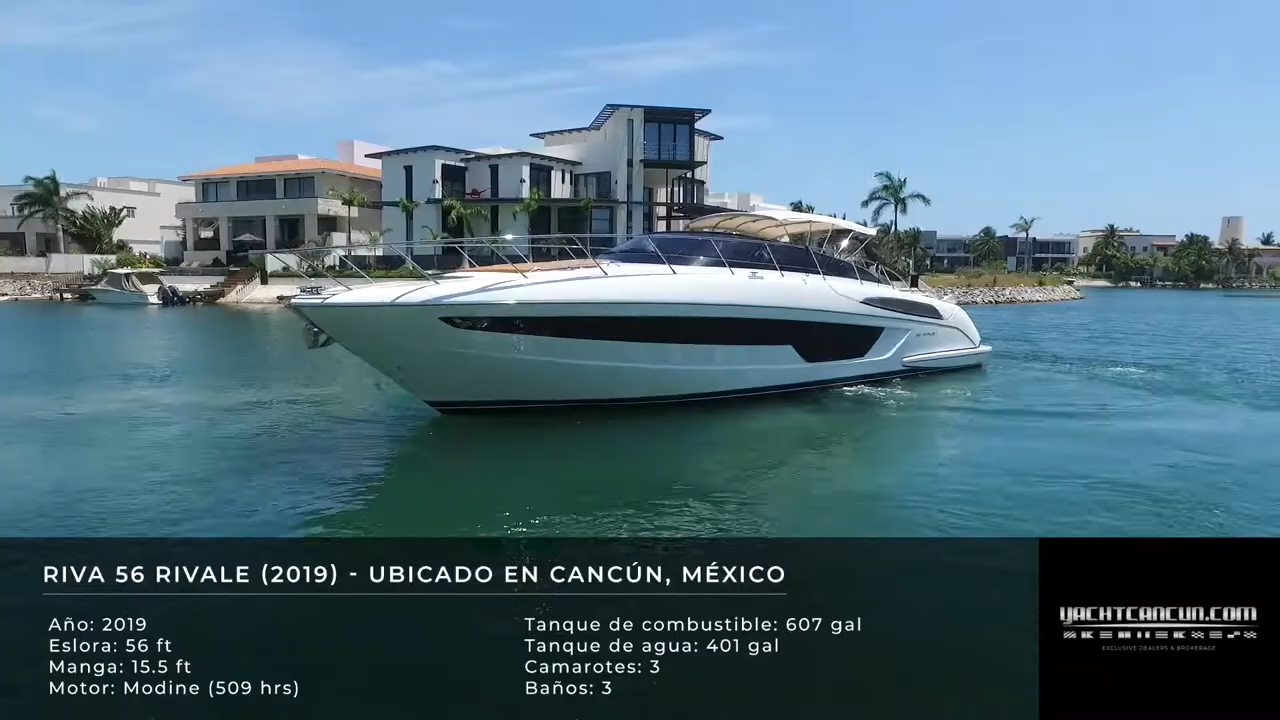 RIVA 56 RIVALE (2019) - UBICADO EN CANCÚN, MÉXICO
Año: 2019
Eslora: 56 ft
Manga: 15.5 ft
Motor: Modine (509 hrs)
Tanque de combustible: 607 gal
Tanque de agua: 401 gal
Camarotes: 3
Baños: 3
YACHTCANCUN.COM
EXCLUSIVE DEALERS & BROKERAGE